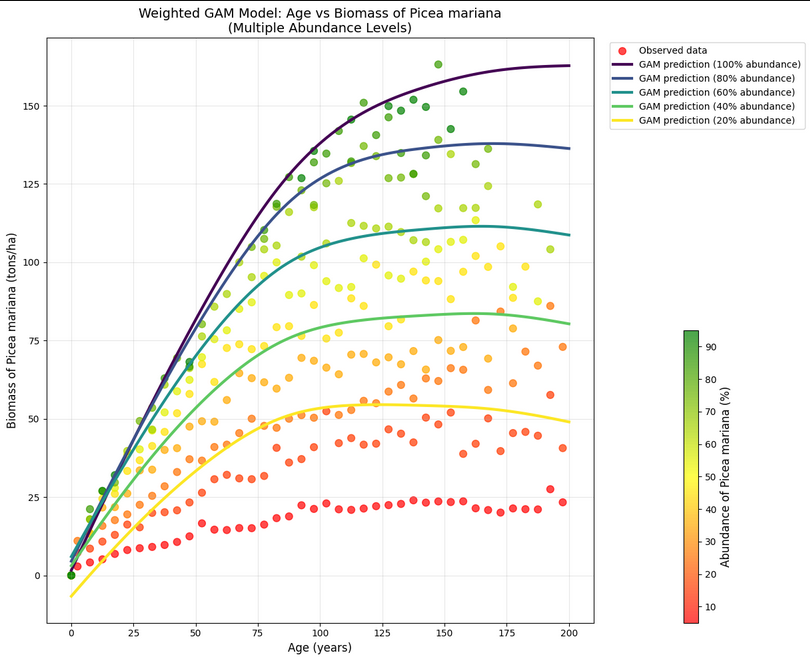 Weighted GAM Model: Age vs Biomass of Picea mariana
(Multiple Abundance Levels)
Observed data
GAM prediction (100% abundance)
GAM prediction (80% abundance)
GAM prediction (60% abundance)
GAM prediction (40% abundance)
GAM prediction (20% abundance)
Biomass of Picea mariana (tons/ha)
150
125
100
75
50
25
0
0 25 50 75 100 125 150 175 200
Age (years)
90
80
70
60
50
40
30
20
10
Abundance of Picea mariana (%)